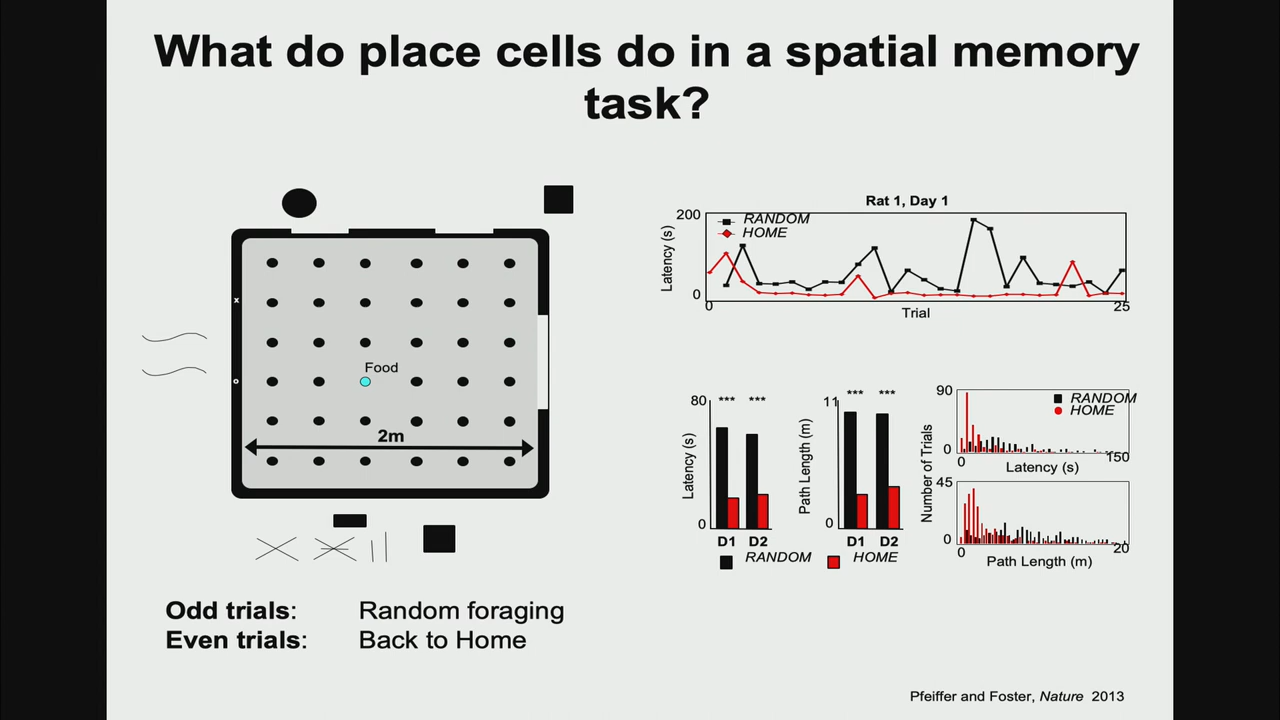 What do place cells do in a spatial memory
task?
Rat 1, Day 1
200
RANDOM
HOME
Latency (s)
0
0
Trial
25
x
Food
o
2m
80
***
***
Latency (s)
0
D1
D2
11
***
***
Path Length (m)
0
D1
D2
RANDOM
HOME
90
RANDOM
HOME
Number of Trials
0
0
150
Latency (s)
45
0
0
20
Path Length (m)
Odd trials: Random foraging
Even trials: Back to Home
Pfeiffer and Foster, Nature 2013